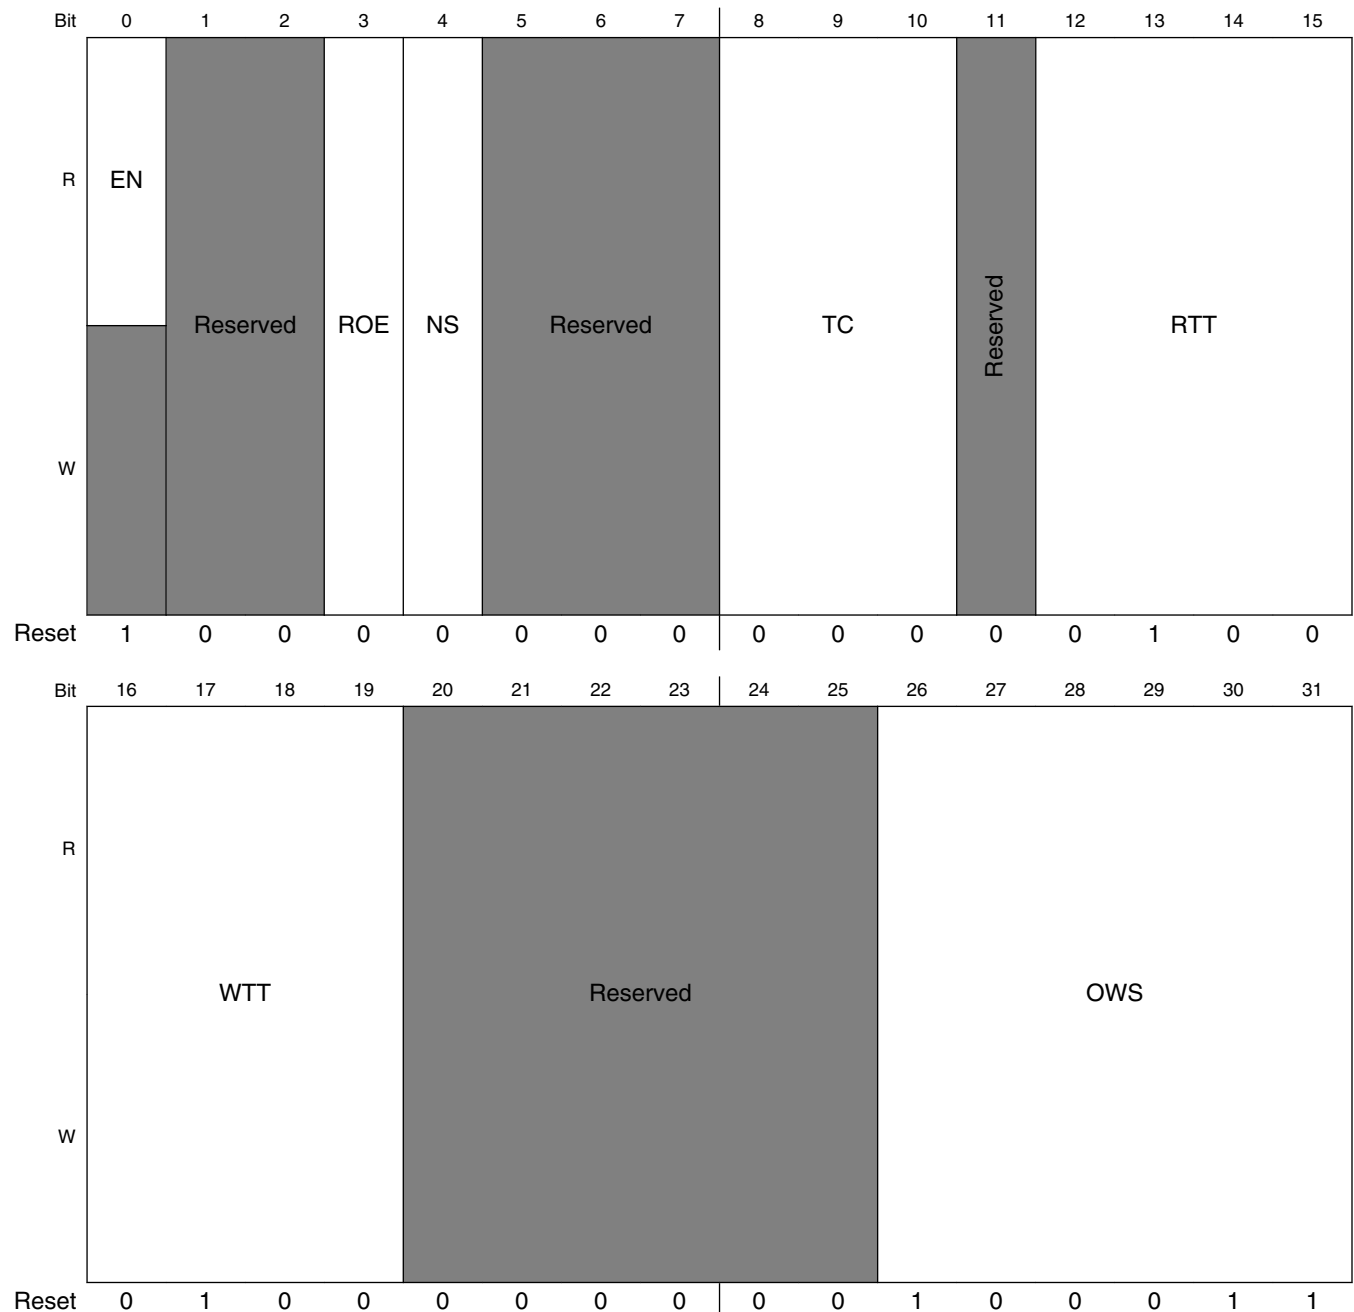 Bit 0 1 2 3 4 5 6 7 8 9 10 11 12 13 14 15
R EN
Reserved ROE NS Reserved TC Reserved RTT
W
Reset 1 0 0 0 0 0 0 0 0 0 0 0 0 1 0 0
Bit 16 17 18 19 20 21 22 23 24 25 26 27 28 29 30 31
R
WTT Reserved OWS
W
Reset 0 1 0 0 0 0 0 0 0 0 1 0 0 0 1 1